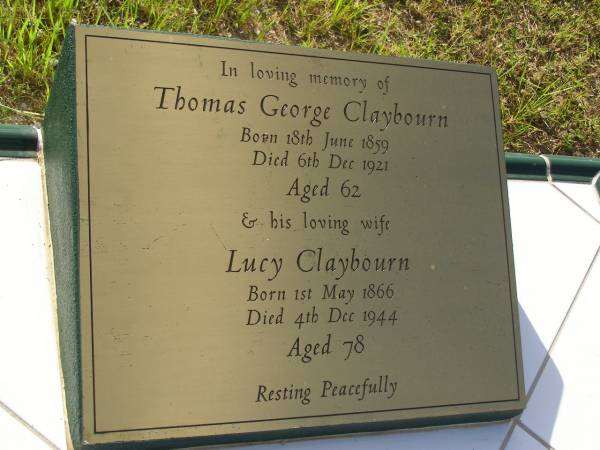 In loving memory of
Thomas George Claybourn
Born 18th June 1859
Died 6th Dec 1921
Aged 62
& his loving wife
Lucy Claybourn
Born 1st May 1866
Died 4th Dec 1944
Aged 78
Resting Peacefully